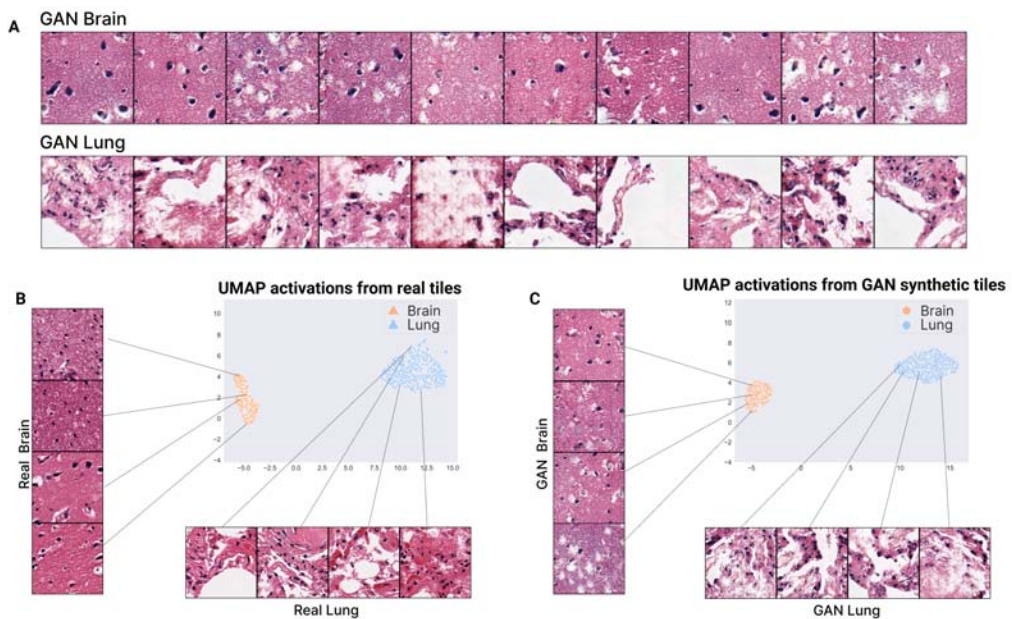 A
GAN Brain
GAN Lung
B
UMAP activations from real tiles
Brain
Lung
10
8
6
4
2
0
−2
−4
−5.0
−2.5
0.0
2.5
5.0
7.5
10.0
12.5
15.0
Real Brain
Real Lung
C
UMAP activations from GAN synthetic tiles
Brain
Lung
12
10
8
6
4
2
0
−2
−4
−5
0
5
10
15
GAN Brain
GAN Lung